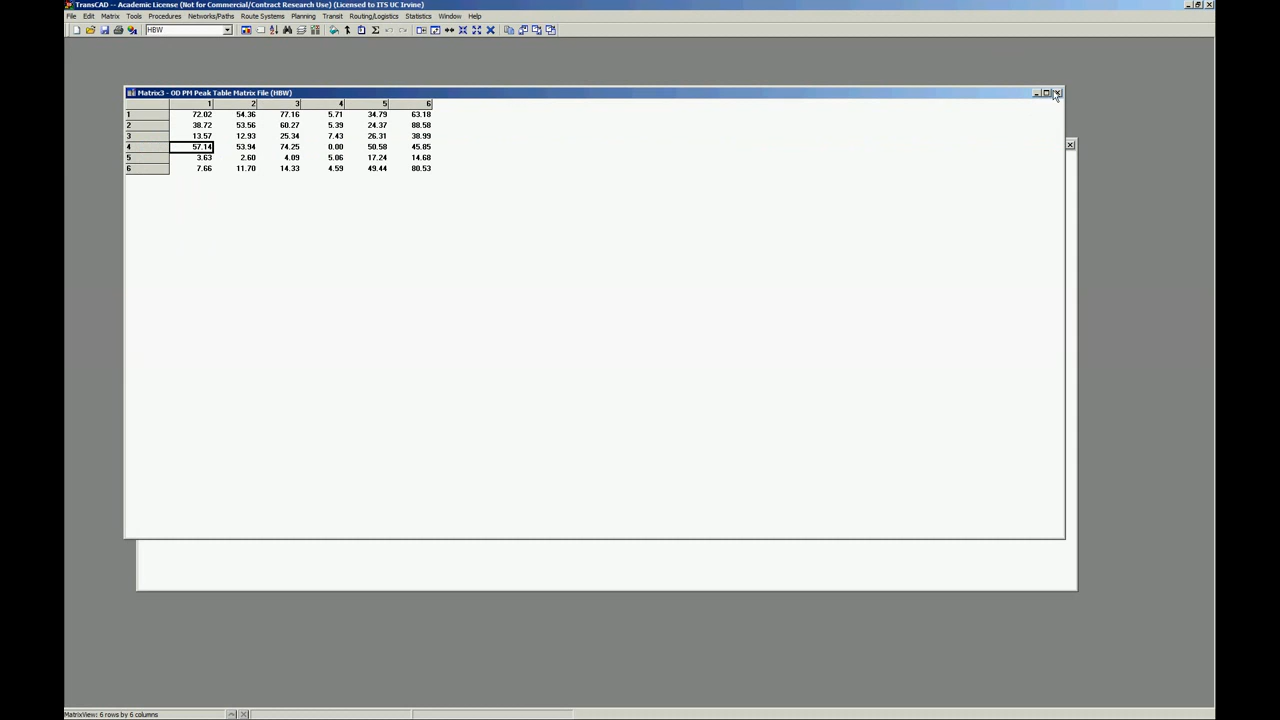 TransCAD -- Academic License (Not for Commercial/Contract Research Use) (Licensed to ITS UC Irvine)
File Edit Matrix Tools Procedures Networks/Paths Route Systems Planning Transit Routing/Logistics Statistics Window Help
HBW
Matrix3 - OD PM Peak Table Matrix File (HBW)
1 2 3 4 5 6
1 72.02 54.36 77.16 5.71 34.79 63.18
2 38.72 53.56 60.27 5.39 24.37 88.58
3 13.57 12.93 25.34 7.43 26.31 38.99
4 57.14 53.94 74.25 0.00 50.58 45.85
5 3.63 2.60 4.09 5.06 17.24 14.68
6 7.66 11.70 14.33 4.59 49.44 80.53
MatrixView: 6 rows by 6 columns